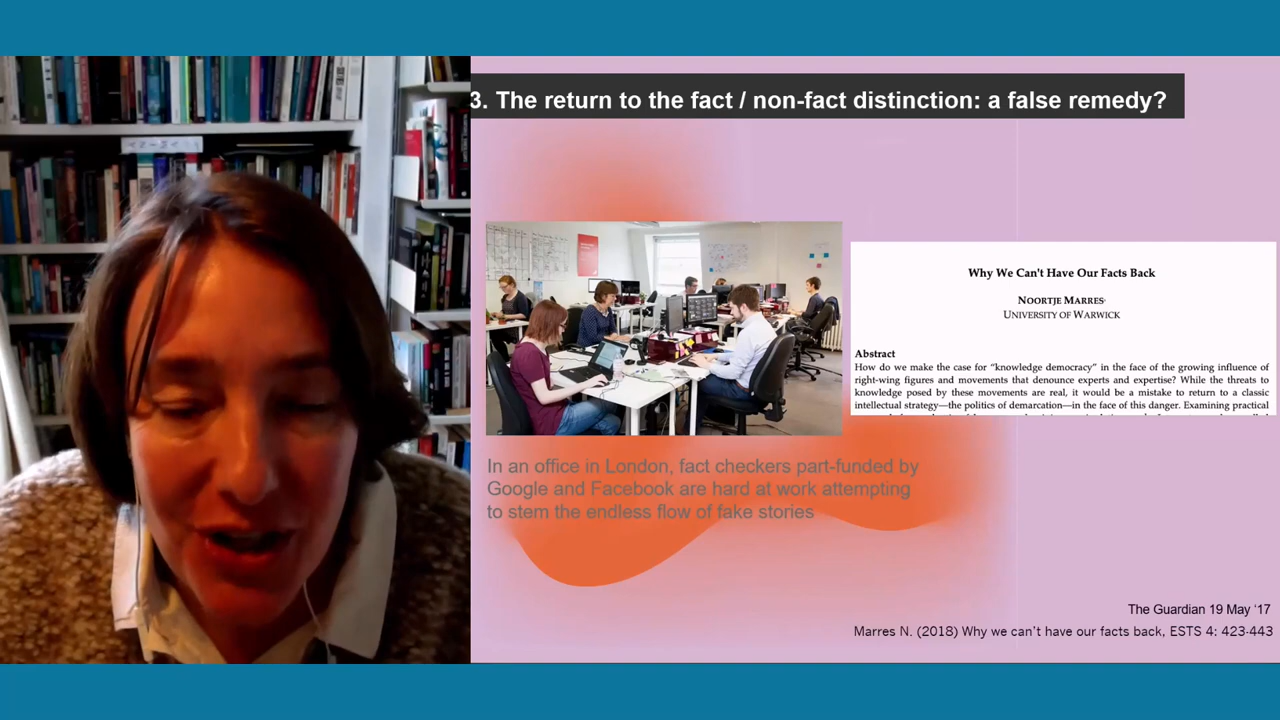 3. The return to the fact / non-fact distinction: a false remedy?
ANIMAL
Why We Can't Have Our Facts Back
NOORTJE MARRES
UNIVERSITY OF WARWICK
Abstract
How do we make the case for “knowledge democracy” in the face of the growing influence of
right-wing figures and movements that denounce experts and expertise? While the threats to
knowledge posed by these movements are real, it would be a mistake to return to a classic
intellectual strategy—the politics of demarcation—in the face of this danger. Examining practical
In an office in London, fact checkers part-funded by
Google and Facebook are hard at work attempting
to stem the endless flow of fake stories
The Guardian 19 May ‘17
Marres N. (2018) Why we can’t have our facts back, ESTS 4: 423-443